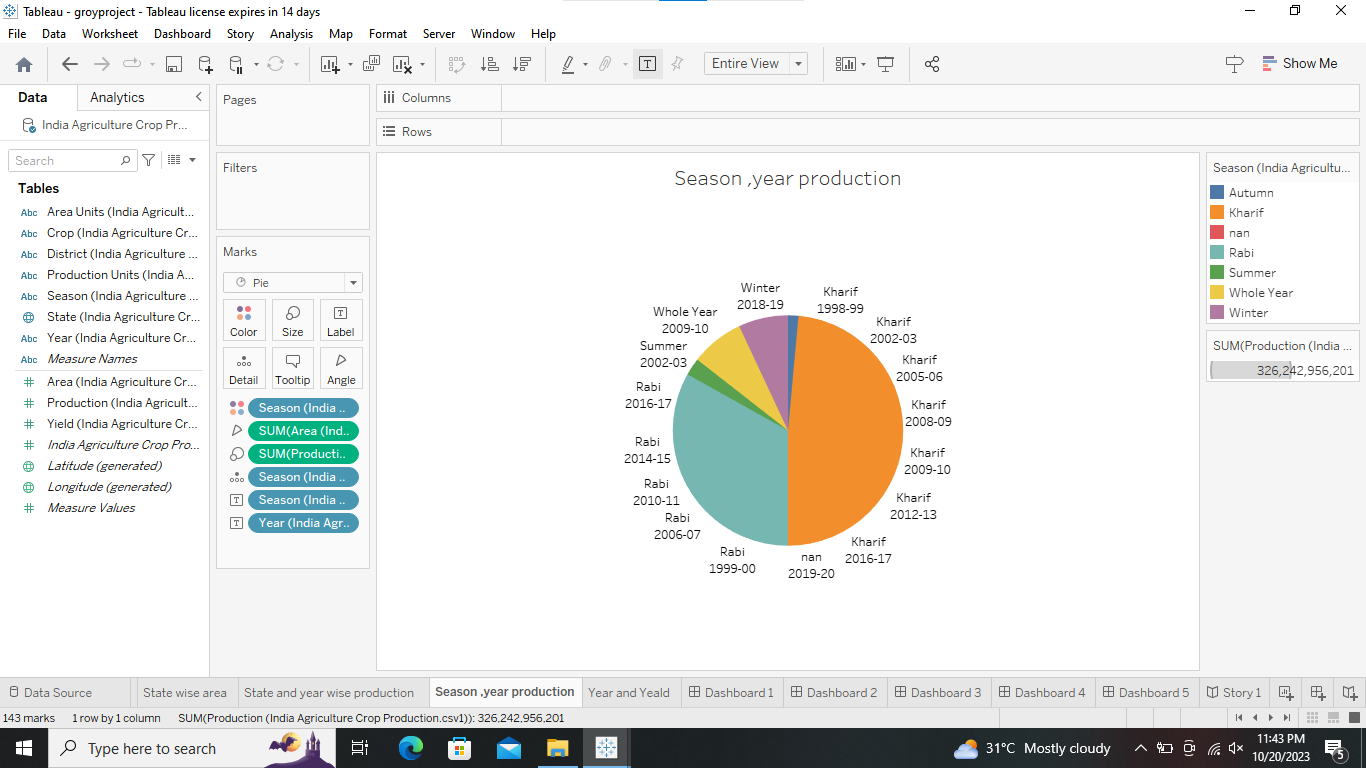 Tableau - groyproject - Tableau license expires in 14 days
File Data Worksheet Dashboard Story Analysis Map Format Server Window Help
Entire View
Show Me
Data Analytics
India Agriculture Crop Pr...
Search
Tables
Abc Area Units (India Agricult...
Abc Crop (India Agriculture Cr...
Abc District (India Agriculture ...
Abc Production Units (India A...
Abc Season (India Agriculture ...
State (India Agriculture Cr...
Abc Year (India Agriculture Cr...
Abc Measure Names
Area (India Agriculture Cr...
Production (India Agricult...
Yield (India Agriculture Cr...
India Agriculture Crop Pro...
Latitude (generated)
Longitude (generated)
Measure Values
Pages
Filters
Marks
Pie
Color Size Label
Detail Tooltip Angle
Season (India ..
SUM(Area (Ind..
SUM(Producti..
Season (India ..
Season (India ..
Year (India Agr..
Columns
Rows
Season ,year production
Winter
2018-19
Kharif
1998-99
Kharif
2002-03
Kharif
2005-06
Kharif
2008-09
Kharif
2009-10
Kharif
2012-13
Kharif
2016-17
nan
2019-20
Rabi
1999-00
Rabi
2006-07
Rabi
2010-11
Rabi
2014-15
Rabi
2016-17
Summer
2002-03
Whole Year
2009-10
Season (India Agricultu...
Autumn
Kharif
nan
Rabi
Summer
Whole Year
Winter
SUM(Production (India ...
326,242,956,201
Data Source State wise area State and year wise production Season ,year production Year and Yeald Dashboard 1 Dashboard 2 Dashboard 3 Dashboard 4 Dashboard 5 Story 1
143 marks 1 row by 1 column SUM(Production (India Agriculture Crop Production.csv1)): 326,242,956,201
Type here to search
31°C Mostly cloudy
11:43 PM
10/20/2023
5